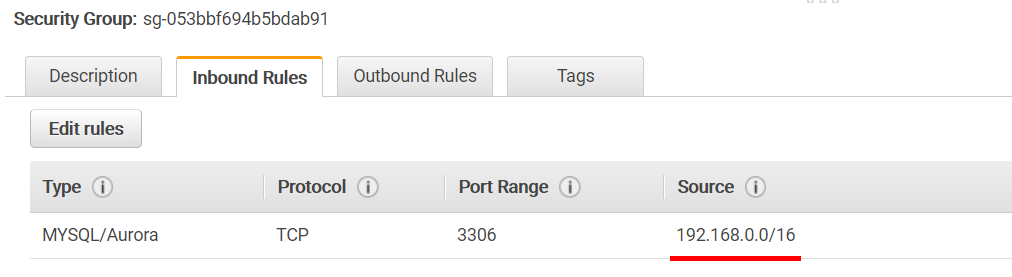 Security Group: sg-053bbf694b5bdab91
Description Inbound Rules Outbound Rules Tags
Edit rules
Type i Protocol i Port Range i Source i
MYSQL/Aurora TCP 3306 192.168.0.0/16